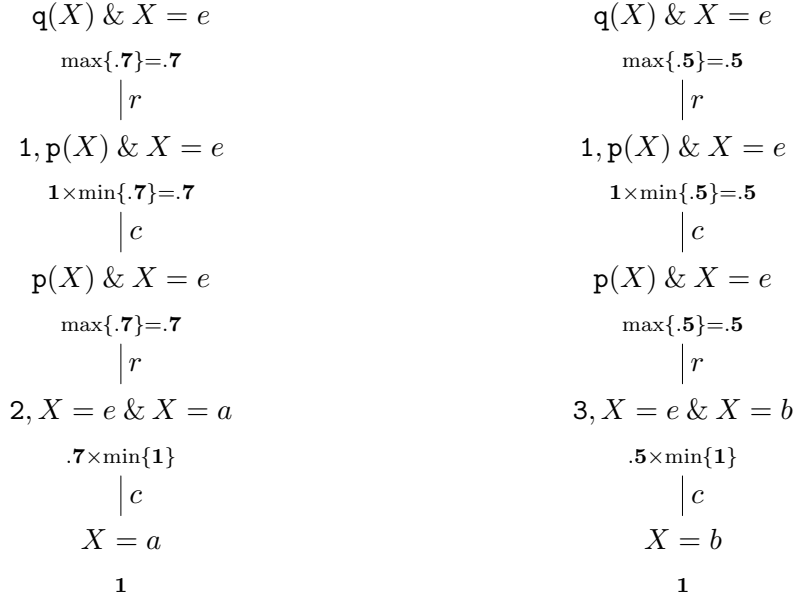 q(X) & X = e    q(X) & X = e
max{.7}=.7    max{.5}=.5
r    r
1, p(X) & X = e    1, p(X) & X = e
1×min{.7}=.7    1×min{.5}=.5
c    c
p(X) & X = e    p(X) & X = e
max{.7}=.7    max{.5}=.5
r    r
2, X = e & X = a    3, X = e & X = b
.7×min{1}    .5×min{1}
c    c
X = a    X = b
1    1